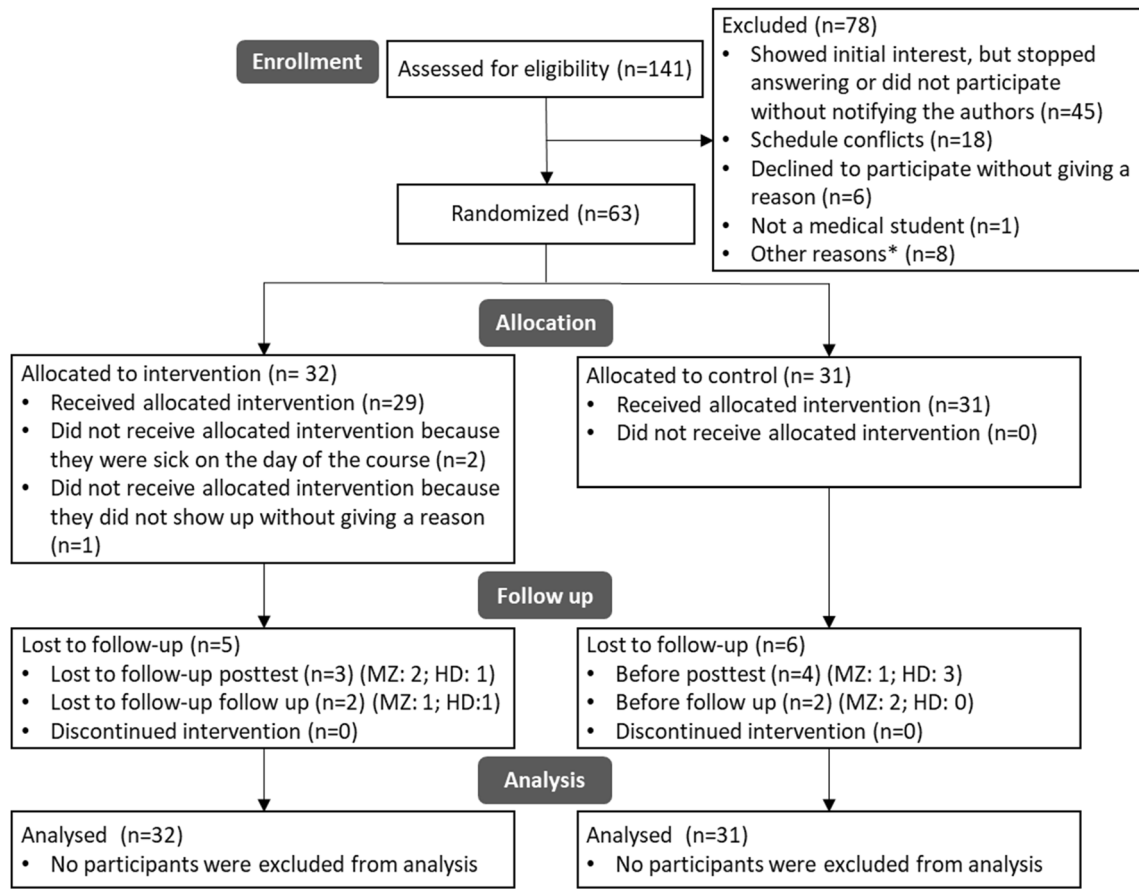 Enrollment
Assessed for eligibility (n=141)
Excluded (n=78)
• Showed initial interest, but stopped
answering or did not participate
without notifying the authors (n=45)
• Schedule conflicts (n=18)
• Declined to participate without giving a
reason (n=6)
• Not a medical student (n=1)
• Other reasons* (n=8)
Randomized (n=63)
Allocation
Allocated to intervention (n= 32)
• Received allocated intervention (n=29)
• Did not receive allocated intervention because
they were sick on the day of the course (n=2)
• Did not receive allocated intervention because
they did not show up without giving a reason
(n=1)
Allocated to control (n= 31)
• Received allocated intervention (n=31)
• Did not receive allocated intervention (n=0)
Follow up
Lost to follow-up (n=5)
• Lost to follow-up posttest (n=3) (MZ: 2; HD: 1)
• Lost to follow-up follow up (n=2) (MZ: 1; HD:1)
• Discontinued intervention (n=0)
Lost to follow-up (n=6)
• Before posttest (n=4) (MZ: 1; HD: 3)
• Before follow up (n=2) (MZ: 2; HD: 0)
• Discontinued intervention (n=0)
Analysis
Analysed (n=32)
• No participants were excluded from analysis
Analysed (n=31)
• No participants were excluded from analysis